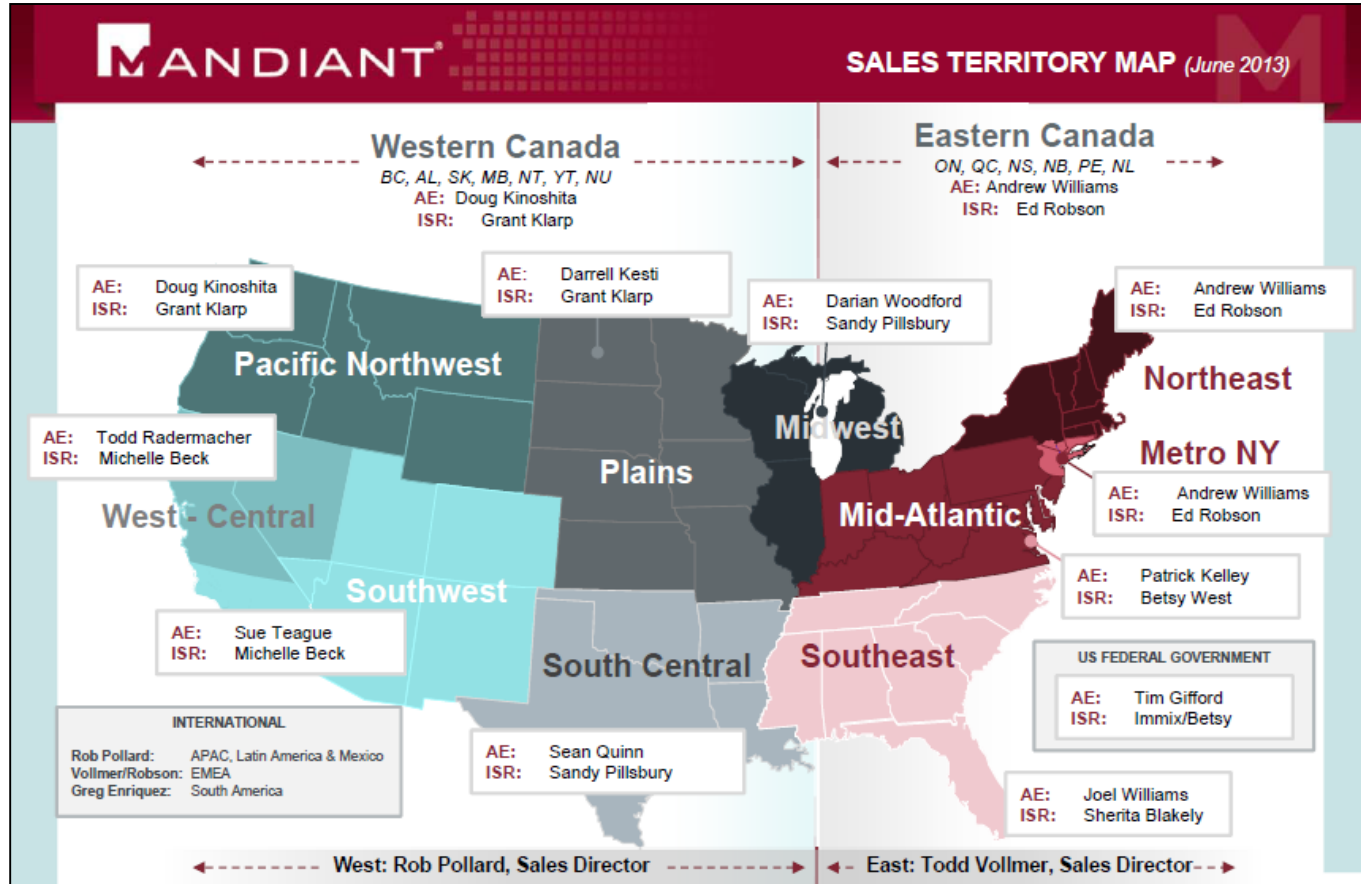 MANDIANT®
SALES TERRITORY MAP (June 2013)
Western Canada
BC, AL, SK, MB, NT, YT, NU
AE: Doug Kinoshita
ISR: Grant Klarp
Eastern Canada
ON, QC, NS, NB, PE, NL
AE: Andrew Williams
ISR: Ed Robson
AE: Doug Kinoshita
ISR: Grant Klarp
AE: Darrell Kesti
ISR: Grant Klarp
AE: Darian Woodford
ISR: Sandy Pillsbury
AE: Andrew Williams
ISR: Ed Robson
Pacific Northwest
Northeast
Midwest
AE: Todd Radermacher
ISR: Michelle Beck
Plains
Metro NY
AE: Andrew Williams
ISR: Ed Robson
West - Central
Mid-Atlantic
Southwest
AE: Patrick Kelley
ISR: Betsy West
AE: Sue Teague
ISR: Michelle Beck
South Central
Southeast
US FEDERAL GOVERNMENT
AE: Tim Gifford
ISR: Immix/Betsy
INTERNATIONAL
Rob Pollard: APAC, Latin America & Mexico
Vollmer/Robson: EMEA
Greg Enriquez: South America
AE: Sean Quinn
ISR: Sandy Pillsbury
AE: Joel Williams
ISR: Sherita Blakely
West: Rob Pollard, Sales Director
East: Todd Vollmer, Sales Director